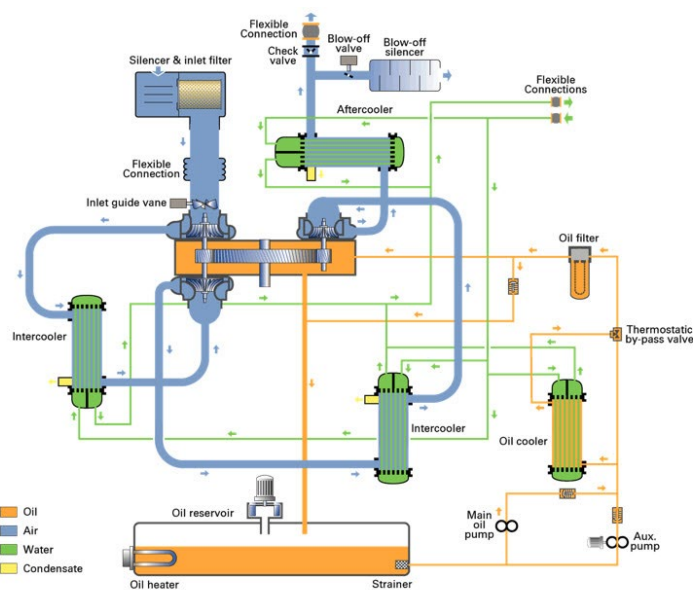 Flexible
Connection
Check
valve
Blow-off
valve
Blow-off
silencer
Silencer & inlet filter
Flexible
Connections
Aftercooler
Flexible
Connection
Inlet guide vane
Oil filter
Intercooler
Thermostatic
by-pass valve
Intercooler
Oil cooler
Oil
Air
Water
Condensate
Oil reservoir
Main
oil
pump
Aux.
pump
Oil heater
Strainer